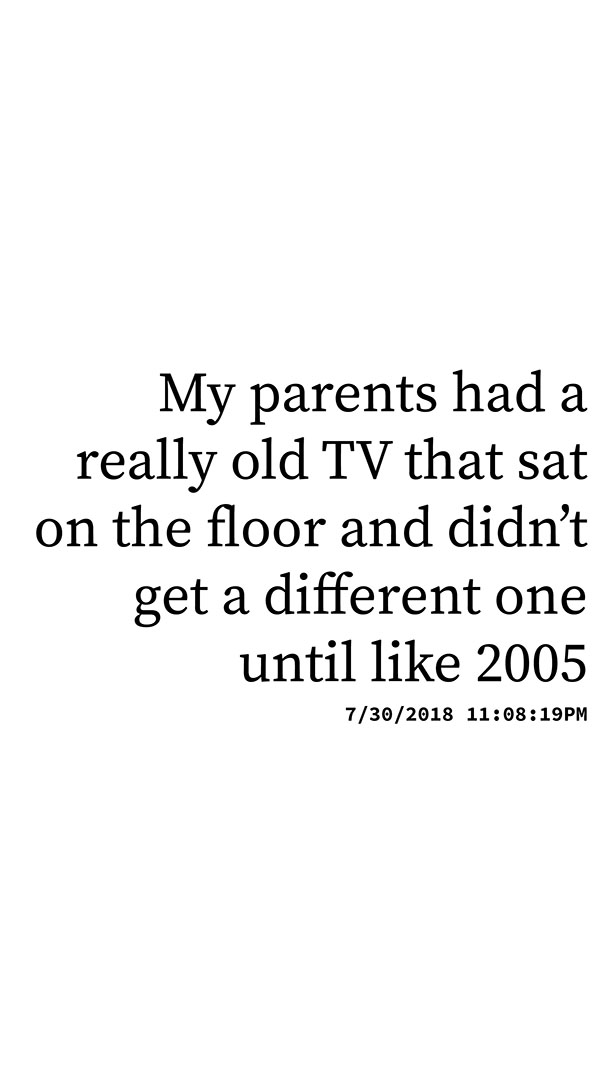 My parents had a
really old TV that sat
on the floor and didn’t
get a different one
until like 2005
7/30/2018 11:08:19PM